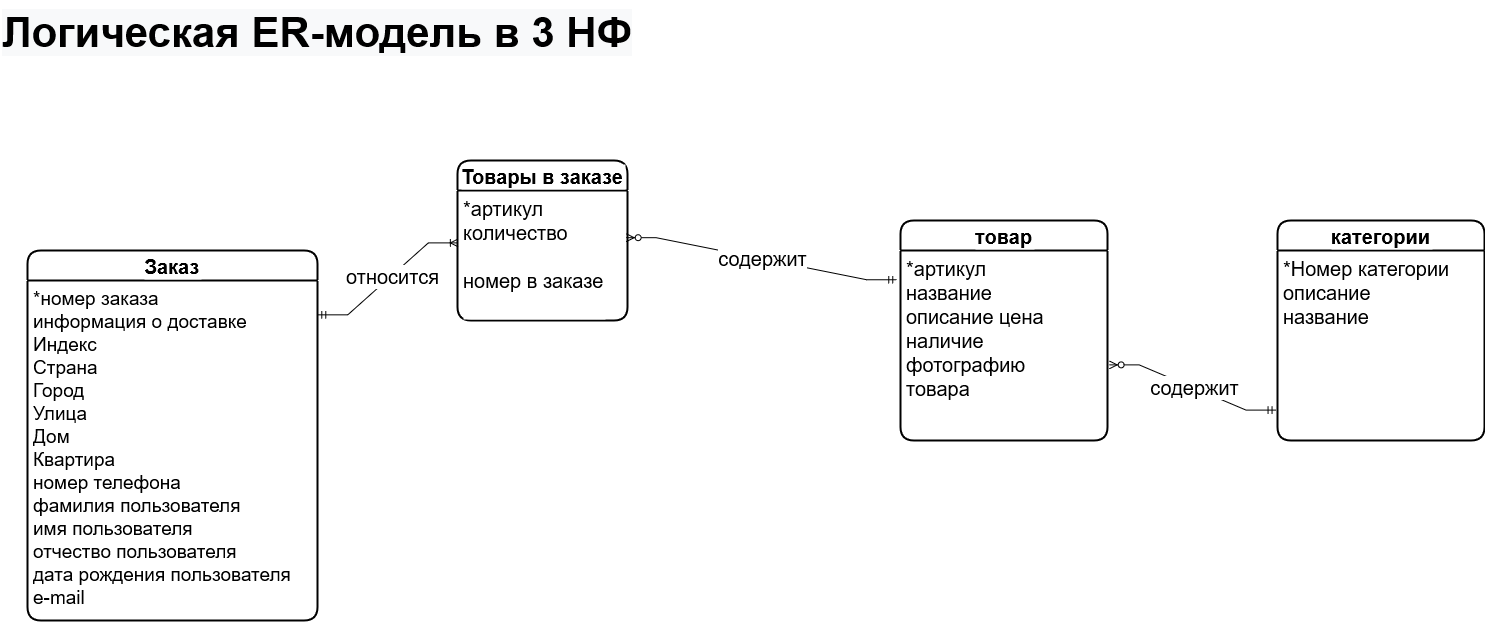 Логическая ER-модель в 3 НФ
Заказ
*номер заказа
информация о доставке
Индекс
Страна
Город
Улица
Дом
Квартира
номер телефона
фамилия пользователя
имя пользователя
отчество пользователя
дата рождения пользователя
e-mail
относится
Товары в заказе
*артикул
количество
номер в заказе
содержит
товар
*артикул
название
описание цена
наличие
фотографию
товара
содержит
категории
*Номер категории
описание
название